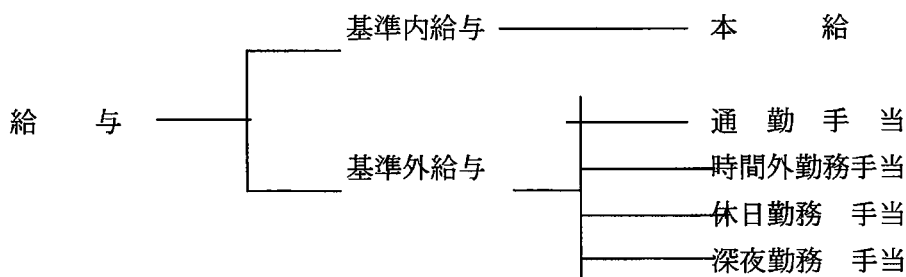 基準内給与 本給
給与
通勤手当
時間外勤務手当
基準外給与
休日勤務 手当
深夜勤務 手当